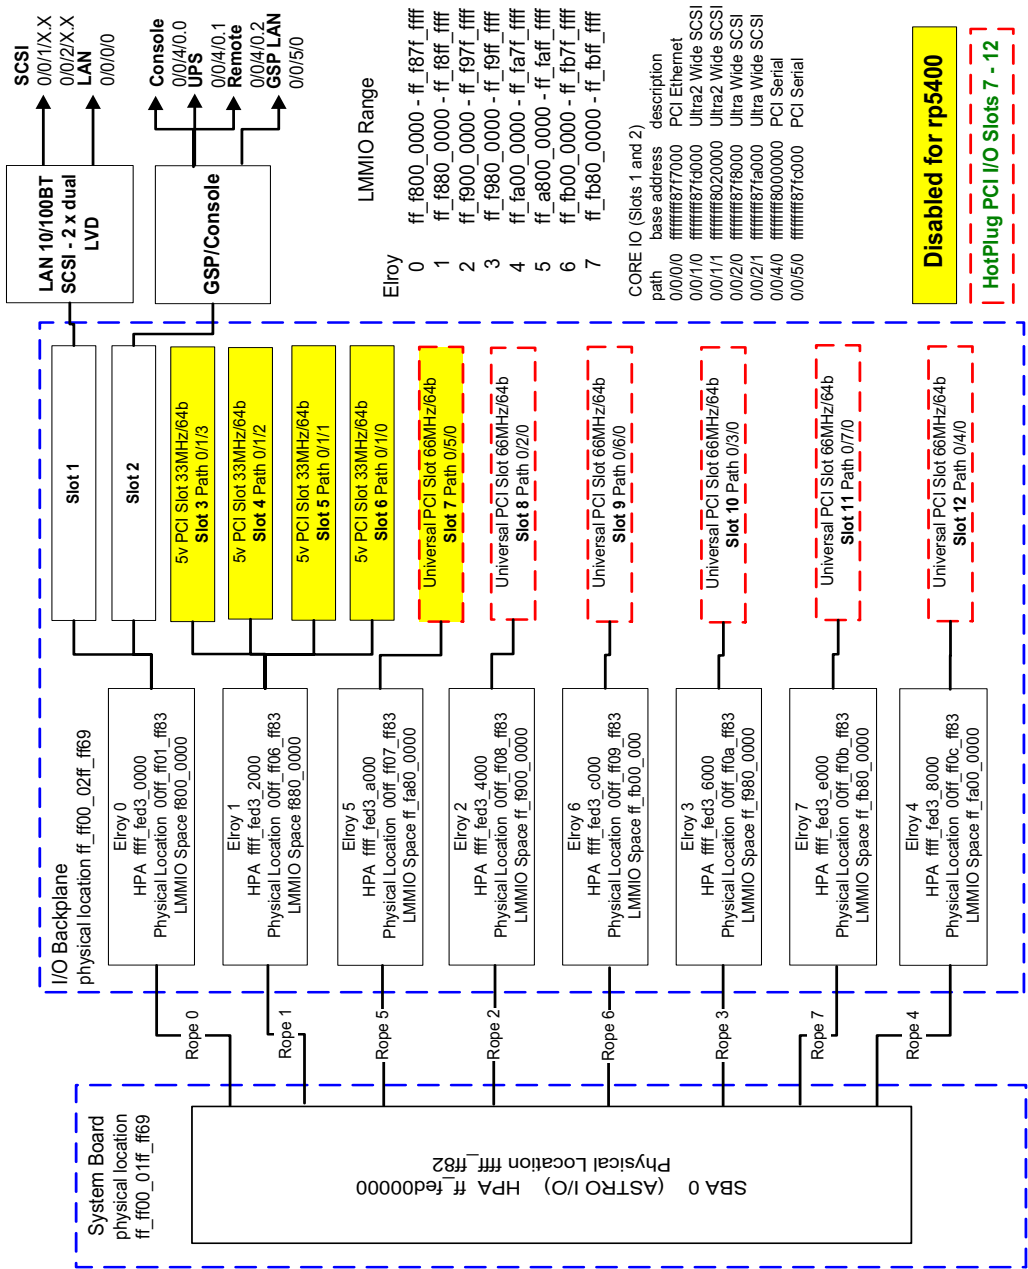 System Board
physical location
ff_ff00_01ff_ff69
SBA 0 (ASTRO I/O) HPA ff_fed00000
Physical Location ffff_ff82
Rope 0
Rope 1
Rope 5
Rope 2
Rope 6
Rope 3
Rope 7
Rope 4
I/O Backplane
physical location ff_ff00_02ff_ff69
Elroy 0
HPA ffff_fed3_0000
Physical Location 00ff_ff01_ff83
LMMIO Space f800_0000
Elroy 1
HPA ffff_fed3_2000
Physical Location 00ff_ff06_ff83
LMMIO Space f880_0000
Elroy 5
HPA ffff_fed3_a000
Physical Location 00ff_ff07_ff83
LMMIO Space ff_fa80_0000
Elroy 2
HPA ffff_fed3_4000
Physical Location 00ff_ff08_ff83
LMMIO Space ff_f900_0000
Elroy 6
HPA ffff_fed3_c000
Physical Location 00ff_ff09_ff83
LMMIO Space ff_fb00_000
Elroy 3
HPA ffff_fed3_6000
Physical Location 00ff_ff0a_ff83
LMMIO Space ff_f980_0000
Elroy 7
HPA ffff_fed3_e000
Physical Location 00ff_ff0b_ff83
LMMIO Space ff_fb80_0000
Elroy 4
HPA ffff_fed3_8000
Physical Location 00ff_ff0c_ff83
LMMIO Space ff_fa00_0000
Slot 1
Slot 2
5v PCI Slot 33MHz/64b
Slot 3 Path 0/1/3
5v PCI Slot 33MHz/64b
Slot 4 Path 0/1/2
5v PCI Slot 33MHz/64b
Slot 5 Path 0/1/1
5v PCI Slot 33MHz/64b
Slot 6 Path 0/1/0
Universal PCI Slot 66MHz/64b
Slot 7 Path 0/5/0
Universal PCI Slot 66MHz/64b
Slot 8 Path 0/2/0
Universal PCI Slot 66MHz/64b
Slot 9 Path 0/6/0
Universal PCI Slot 66MHz/64b
Slot 10 Path 0/3/0
Universal PCI Slot 66MHz/64b
Slot 11 Path 0/7/0
Universal PCI Slot 66MHz/64b
Slot 12 Path 0/4/0
LAN 10/100BT
SCSI - 2 x dual
LVD
GSP/Console
SCSI
0/0/1/X.X
0/0/2/X.X
LAN
0/0/0/0
Console
0/0/4/0.0
UPS
0/0/4/0.1
Remote
0/0/4/0.2
GSP LAN
0/0/5/0
Elroy LMMIO Range
0 ff_f800_0000 - ff_f87f_ffff
1 ff_f880_0000 - ff_f8ff_ffff
2 ff_f900_0000 - ff_f97f_ffff
3 ff_f980_0000 - ff_f9ff_ffff
4 ff_fa00_0000 - ff_fa7f_ffff
5 ff_a800_0000 - ff_faff_ffff
6 ff_fb00_0000 - ff_fb7f_ffff
7 ff_fb80_0000 - ff_fbff_ffff
CORE IO (Slots 1 and 2)
path base address description
0/0/0/0 fffffffff87f7000 PCI Ethernet
0/0/1/0 fffffffff87fd000 Ultra2 Wide SCSI
0/0/1/1 fffffffff8020000 Ultra2 Wide SCSI
0/0/2/0 fffffffff87f8000 Ultra Wide SCSI
0/0/2/1 fffffffff87fa000 Ultra Wide SCSI
0/0/4/0 fffffffff8000000 PCI Serial
0/0/5/0 fffffffff87fc000 PCI Serial
Disabled for rp5400
HotPlug PCI I/O Slots 7 - 12